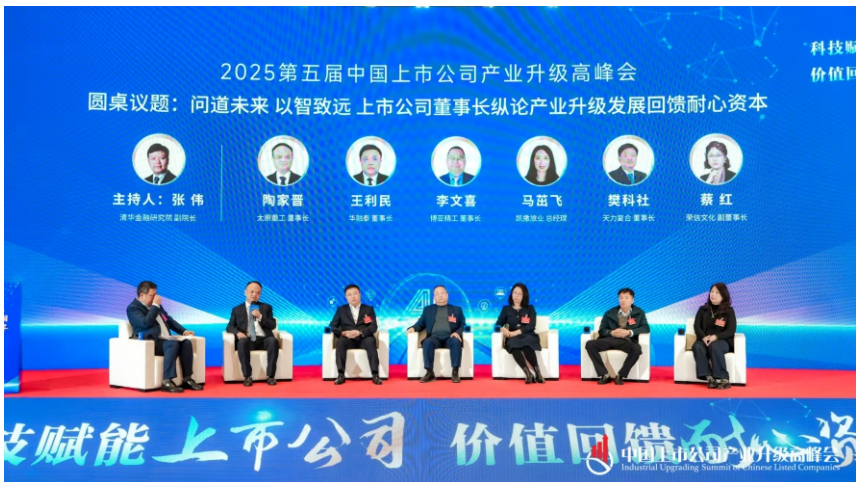 科技赋
价值回
2025第五届中国上市公司产业升级高峰会
圆桌议题：问道未来 以智致远 上市公司董事长纵论产业升级发展回馈耐心资本
主持人：张 伟
清华金融研究院 副院长
陶家晋
太原重工 董事长
王利民
华融泰 董事长
李文喜
博亚精工 董事长
马茁飞
凯撒旅业 总经理
樊科社
天力复合 董事长
蔡 红
荣信文化 副董事长
技赋能上市公司 价值回馈耐心资
中国上市公司产业升级高峰会
Industrial Upgrading Summit of Chinese Listed Companies